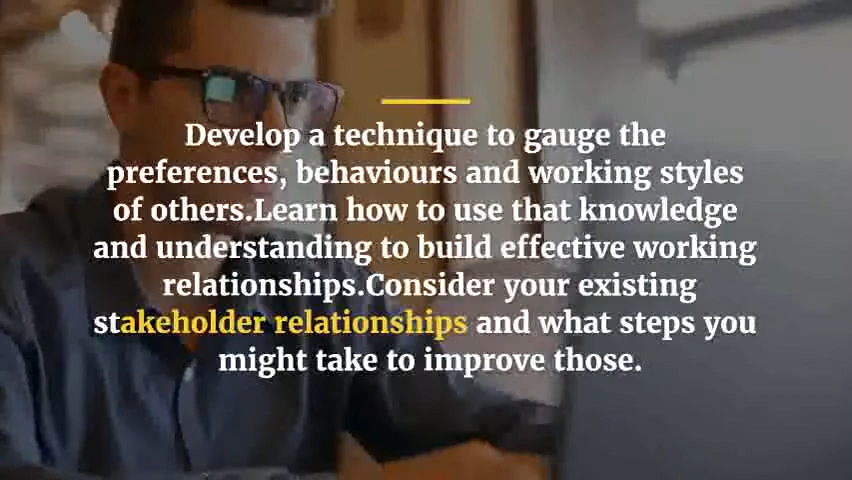 Develop a technique to gauge the
preferences, behaviours and working styles
of others.Learn how to use that knowledge
and understanding to build effective working
relationships.Consider your existing
stakeholder relationships and what steps you
might take to improve those.